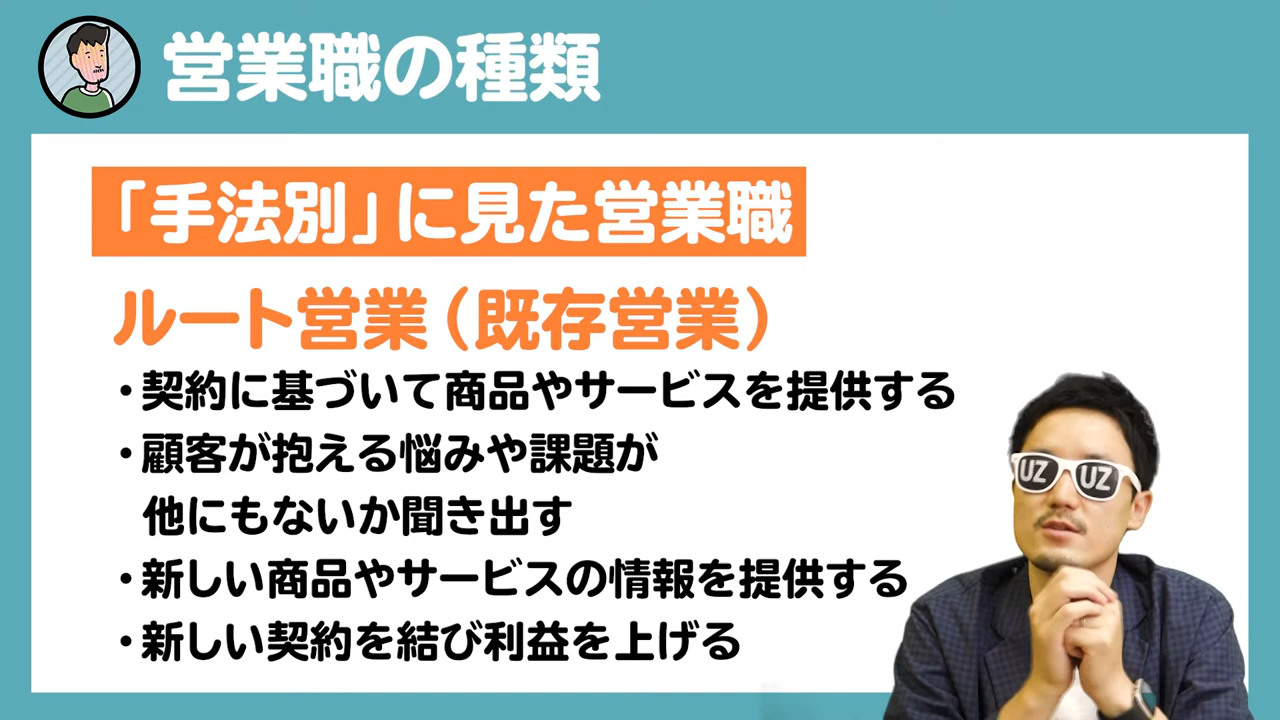 営業職の種類
「手法別」に見た営業職
ルート営業（既存営業）
・契約に基づいて商品やサービスを提供する
・顧客が抱える悩みや課題が
他にもないか聞き出す
・新しい商品やサービスの情報を提供する
・新しい契約を結び利益を上げる
UZ UZ